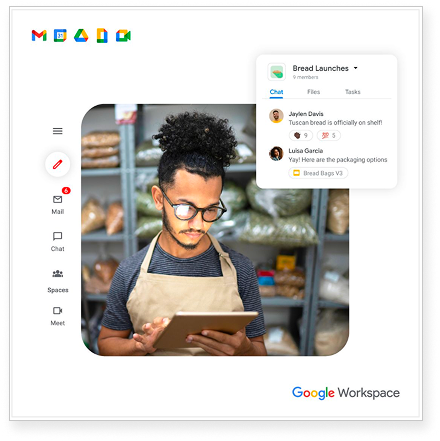 31
Bread Launches
9 members
Chat Files Tasks
Jaylen Davis
Tuscan bread is officially on shelf!
9 💯 5
Luisa Garcia
Yay! Here are the packaging options
Bread Bags V3
6
Mail
Chat
Spaces
Meet
Google Workspace